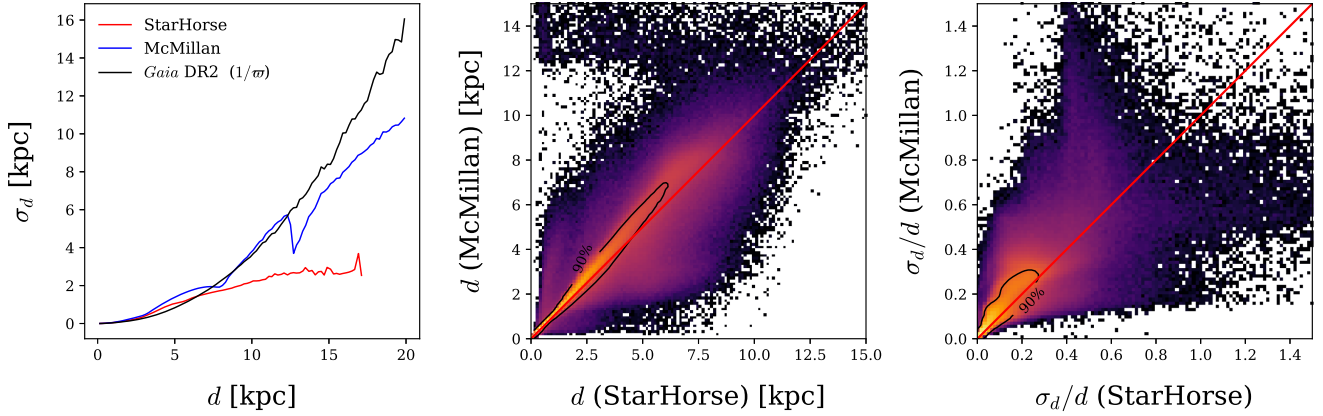 StarHorse
McMillan
Gaia DR2 (1/ϖ)
σ_d [kpc]
16
14
12
10
8
6
4
2
0
0 5 10 15 20
d [kpc]
d (McMillan) [kpc]
14
12
10
8
6
4
2
0
90%
0.0 2.5 5.0 7.5 10.0 12.5 15.0
d (StarHorse) [kpc]
σ_d/d (McMillan)
1.4
1.2
1.0
0.8
0.6
0.4
0.2
0.0
90%
0.0 0.2 0.4 0.6 0.8 1.0 1.2 1.4
σ_d/d (StarHorse)